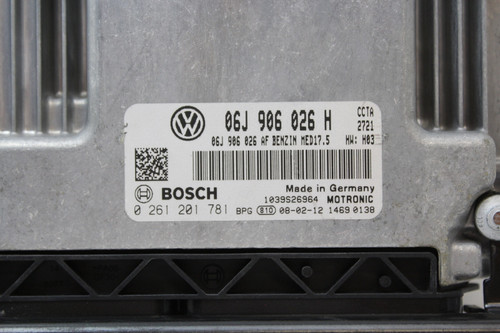 06J 906 026 H CCTA
2721
06J 906 026 AF BENZIN MED17.5 HW: H03
BOSCH Made in Germany
1039S26964 MOTRONIC
0 261 201 781 BPG 810 08-02-12 1469 0138